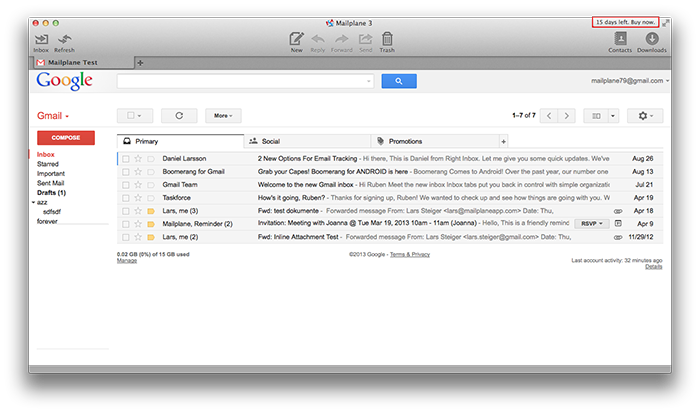 Mailplane 3
15 days left. Buy now.
Inbox Refresh New Reply Forward Send Trash Contacts Downloads
Mailplane Test +
Google
mailplane79@gmail.com
Gmail More 1–7 of 7
COMPOSE
Primary Social Promotions +
Inbox
Starred
Important
Sent Mail
Drafts (1)
azz
sdfsdf
forever
Daniel Larsson 2 New Options For Email Tracking - Hi there, This is Daniel from Right Inbox. Let me give you some quick updates. We've Aug 26
Boomerang for Gmail Grab your Capes! Boomerang for ANDROID is here - Boomerang Comes to Android! Over the past year, our number one Aug 13
Gmail Team Welcome to the new Gmail inbox - Hi Ruben Meet the new inbox Inbox tabs put you back in control with simple organizatio Jul 21
Taskforce How's it going, Ruben? - Thanks for signing up, Ruben! We wanted to check up and see how things are going with you. W Apr 19
Lars, me (3) Fwd: test dokumente - Forwarded message From: Lars Steiger <lars@mailplaneapp.com> Date: Thu, Apr 18
Mailplane, Reminder (2) Invitation: Meeting with Joanna @ Tue Mar 19, 2013 10am - 11am (Joanna) - Hello, This is a friendly remind RSVP Apr 9
Lars, me (2) Fwd: Inline Attachment Test - Forwarded message From: Lars Steiger <lars.steiger@gmail.com> Date: Thu, 11/29/12
0.02 GB (0%) of 15 GB used
Manage
©2013 Google - Terms & Privacy
Last account activity: 32 minutes ago
Details